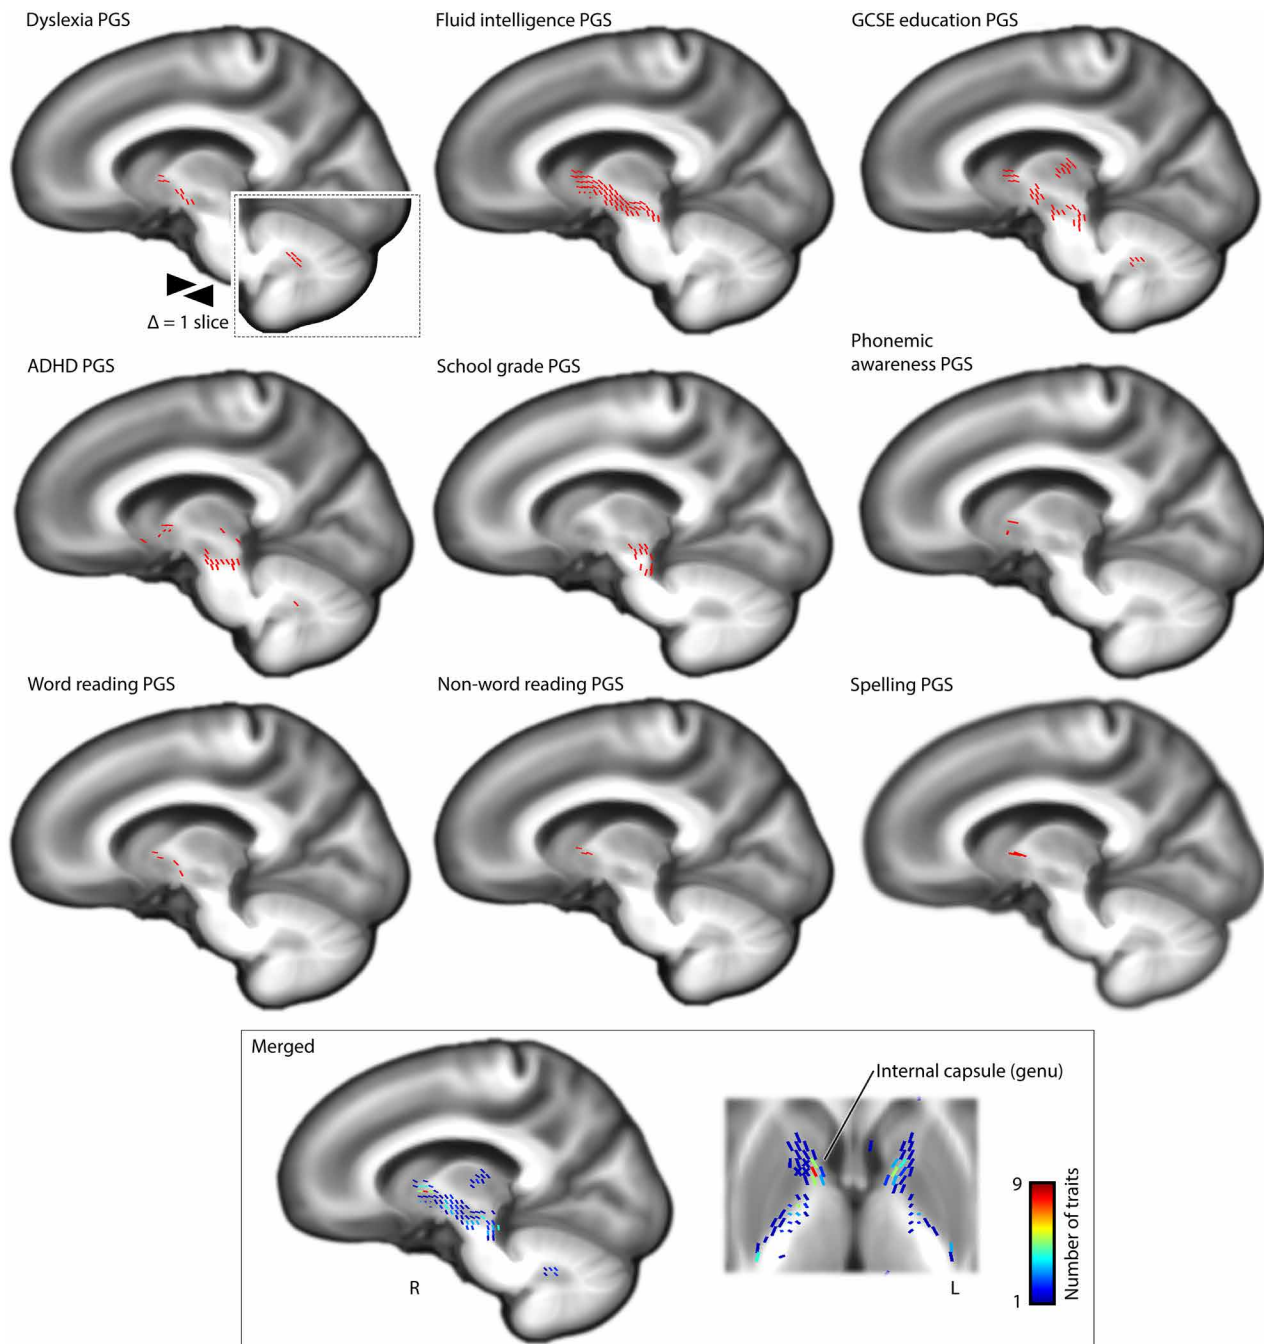 Dyslexia PGS
Fluid intelligence PGS
GCSE education PGS
Δ = 1 slice
ADHD PGS
School grade PGS
Phonemic
awareness PGS
Word reading PGS
Non-word reading PGS
Spelling PGS
Merged
Internal capsule (genu)
9
Number of traits
1
R
L